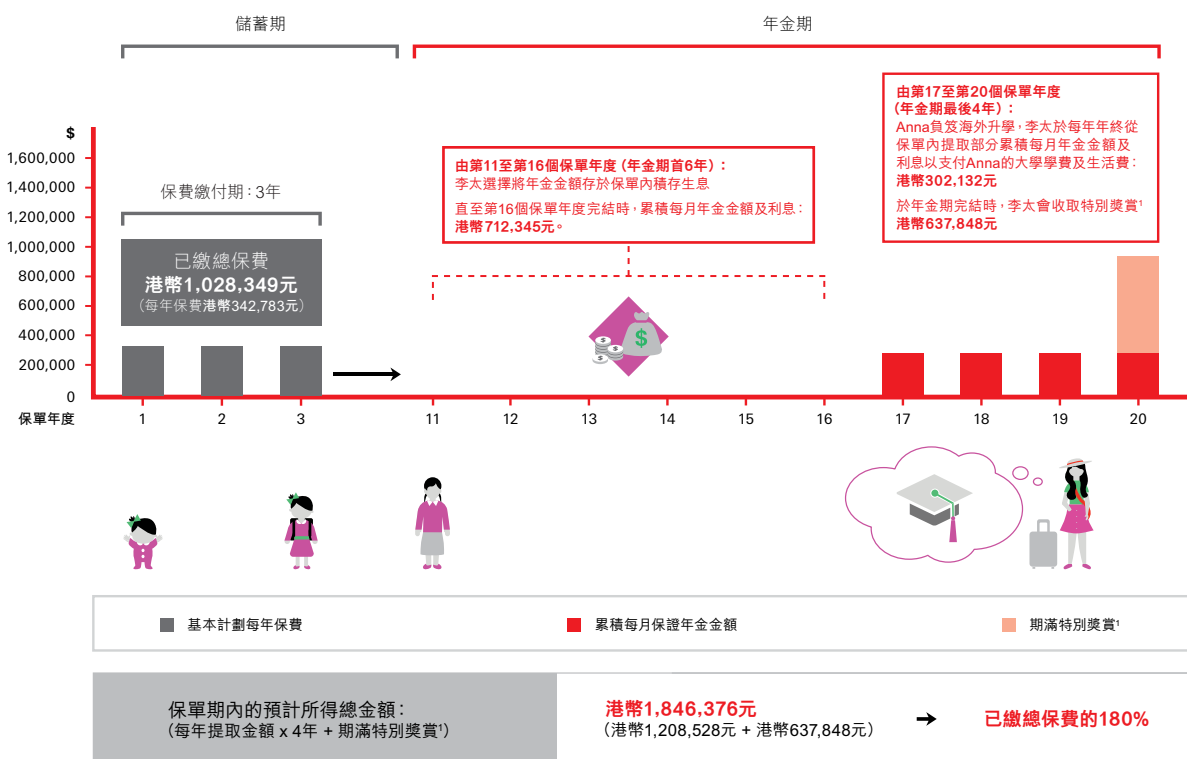 儲蓄期
年金期
由第17至第20個保單年度
(年金期最後4年)：
Anna負笈海外升學，李太於每年年終從
保單內提取部分累積每月年金金額及
利息以支付Anna的大學學費及生活費：
港幣302,132元
於年金期完結時，李太會收取特別獎賞¹
港幣637,848元
由第11至第16個保單年度 (年金期首6年)：
李太選擇將年金金額存於保單內積存生息
直至第16個保單年度完結時，累積每月年金金額及利息：
港幣712,345元。
保費繳付期：3年
已繳總保費
港幣1,028,349元
（每年保費港幣342,783元）
$
1,600,000
1,400,000
1,200,000
1,000,000
800,000
600,000
400,000
200,000
0
保單年度
1 2 3 11 12 13 14 15 16 17 18 19 20
$
$
$
$
基本計劃每年保費
累積每月保證年金金額
期滿特別獎賞¹
保單期內的預計所得總金額：
（每年提取金額 x 4年 + 期滿特別獎賞¹）
港幣1,846,376元
（港幣1,208,528元 + 港幣637,848元）
已繳總保費的180%